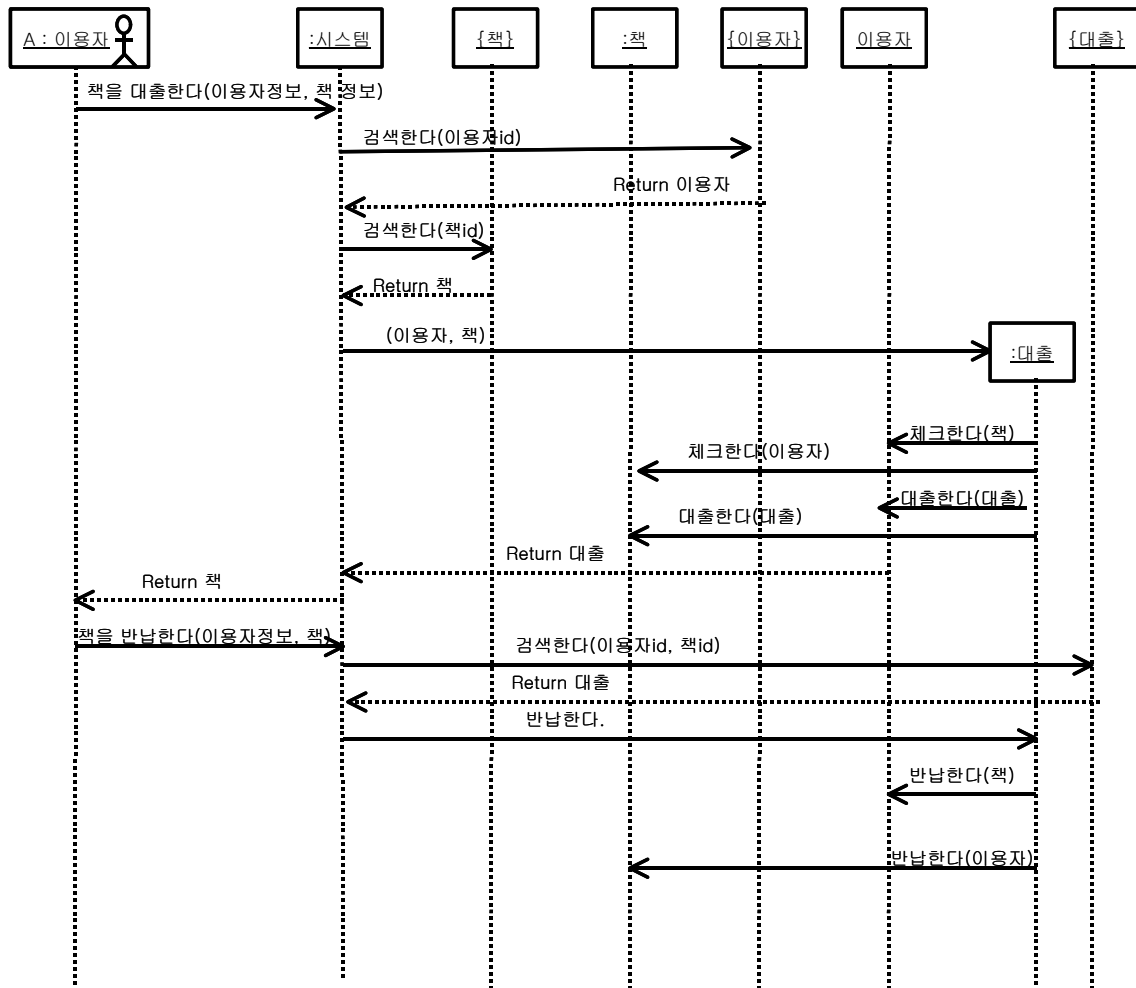 A : 이용자
:시스템
{책}
:책
{이용자}
이용자
{대출}
책을 대출한다(이용자정보, 책 정보)
검색한다(이용자id)
Return 이용자
검색한다(책id)
Return 책
(이용자, 책)
:대출
체크한다(책)
체크한다(이용자)
대출한다(대출)
대출한다(대출)
Return 대출
Return 책
책을 반납한다(이용자정보, 책)
검색한다(이용자id, 책id)
Return 대출
반납한다.
반납한다(책)
반납한다(이용자)